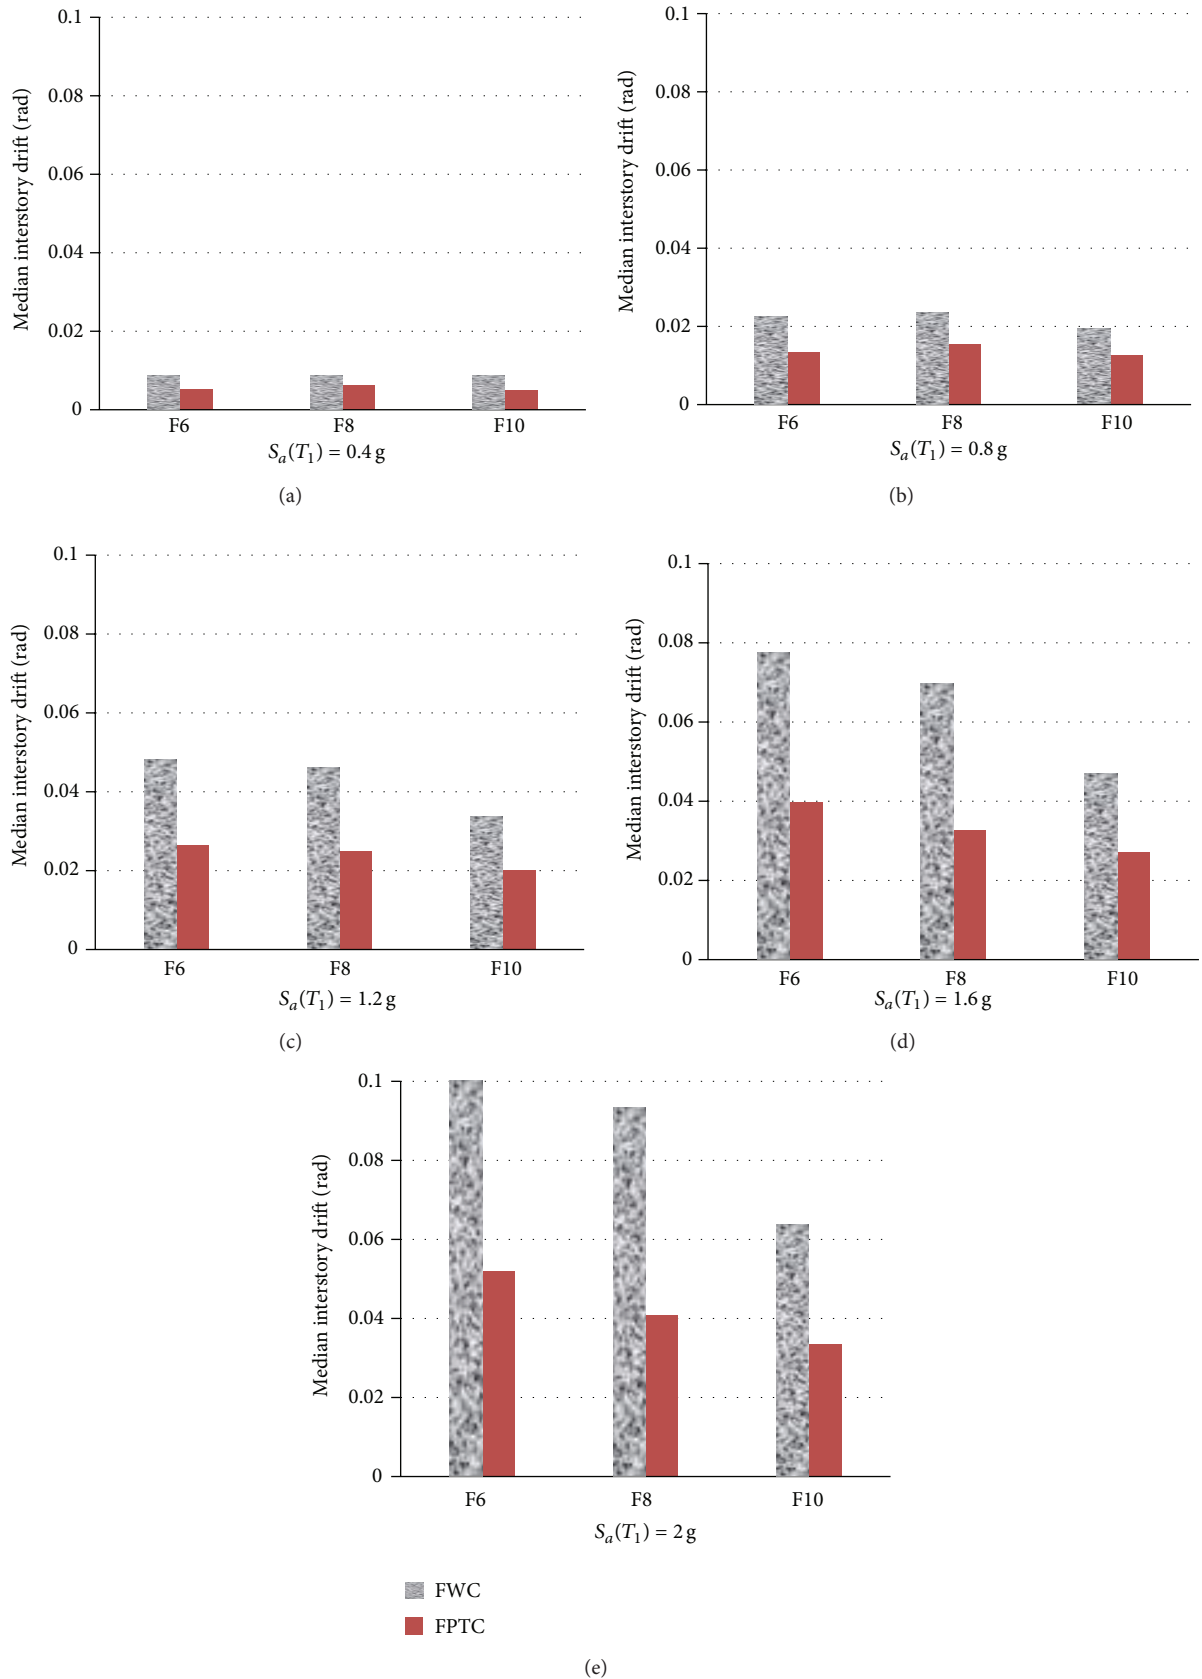 0.1
0.08
0.06
0.04
0.02
0
Median interstory drift (rad)
F6 F8 F10
Sa(T1) = 0.4 g
(a)
0.1
0.08
0.06
0.04
0.02
0
Median interstory drift (rad)
F6 F8 F10
Sa(T1) = 0.8 g
(b)
0.1
0.08
0.06
0.04
0.02
0
Median interstory drift (rad)
F6 F8 F10
Sa(T1) = 1.2 g
(c)
0.1
0.08
0.06
0.04
0.02
0
Median interstory drift (rad)
F6 F8 F10
Sa(T1) = 1.6 g
(d)
0.1
0.08
0.06
0.04
0.02
0
Median interstory drift (rad)
F6 F8 F10
Sa(T1) = 2 g
FWC
FPTC
(e)